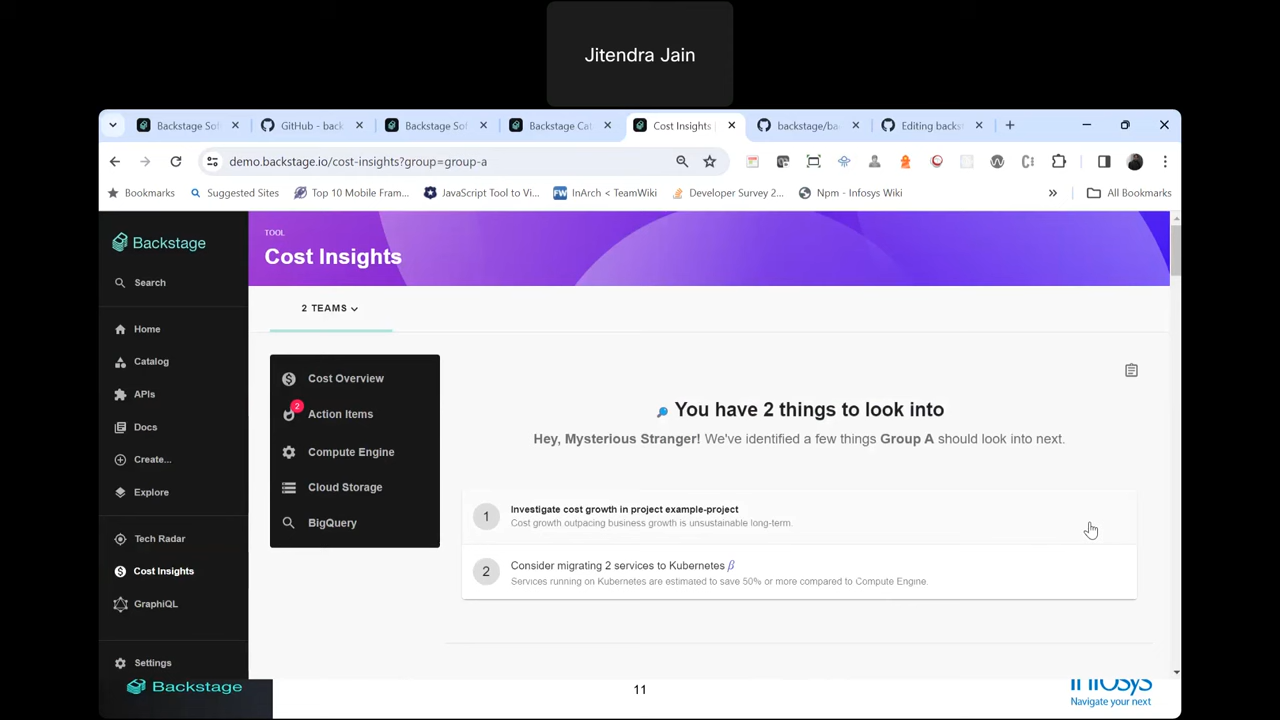 Jitendra Jain
Backstage Sof
GitHub - back
Backstage Sof
Backstage Cat
Cost Insights
backstage/ba
Editing backst
demo.backstage.io/cost-insights?group=group-a
Bookmarks
Suggested Sites
Top 10 Mobile Fram...
JavaScript Tool to Vi...
InArch < TeamWiki
Developer Survey 2...
Npm - Infosys Wiki
»
All Bookmarks
Backstage
Search
Home
Catalog
APIs
Docs
Create...
Explore
Tech Radar
Cost Insights
GraphiQL
Settings
TOOL
Cost Insights
2 TEAMS
Cost Overview
2
Action Items
Compute Engine
Cloud Storage
BigQuery
You have 2 things to look into
Hey, Mysterious Stranger! We've identified a few things Group A should look into next.
1
Investigate cost growth in project example-project
Cost growth outpacing business growth is unsustainable long-term.
2
Consider migrating 2 services to Kubernetes β
Services running on Kubernetes are estimated to save 50% or more compared to Compute Engine.
Backstage
11
Infosys
Navigate your next